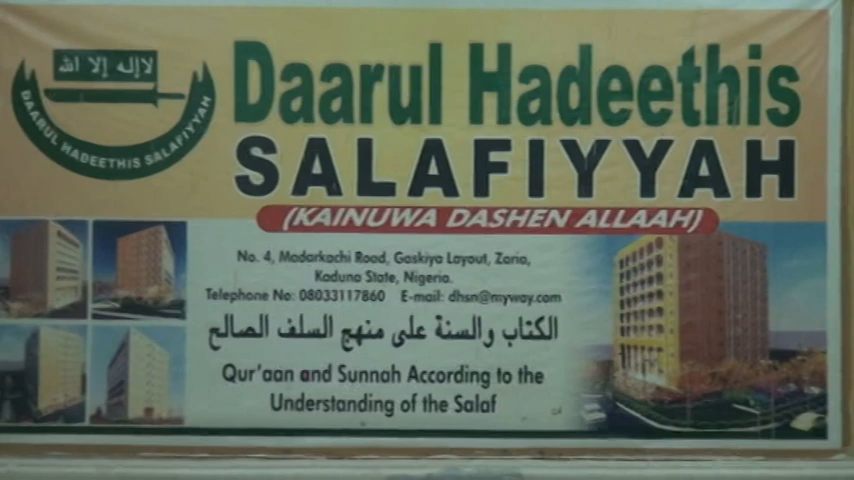 لا إله إلا الله
DAARUL HADEETHIS SALAFIYYAH
Daarul Hadeethis
SALAFIYYAH
(KAINUWA DASHEN ALLAAH)
No. 4, Madarkachi Road, Gaskiya Layout, Zaria,
Kaduna State, Nigeria.
Telephone No: 08033117860 E-mail: dhsn@myway.com
الكتاب والسنة على منهج السلف الصالح
Qur'aan and Sunnah According to the
Understanding of the Salaf